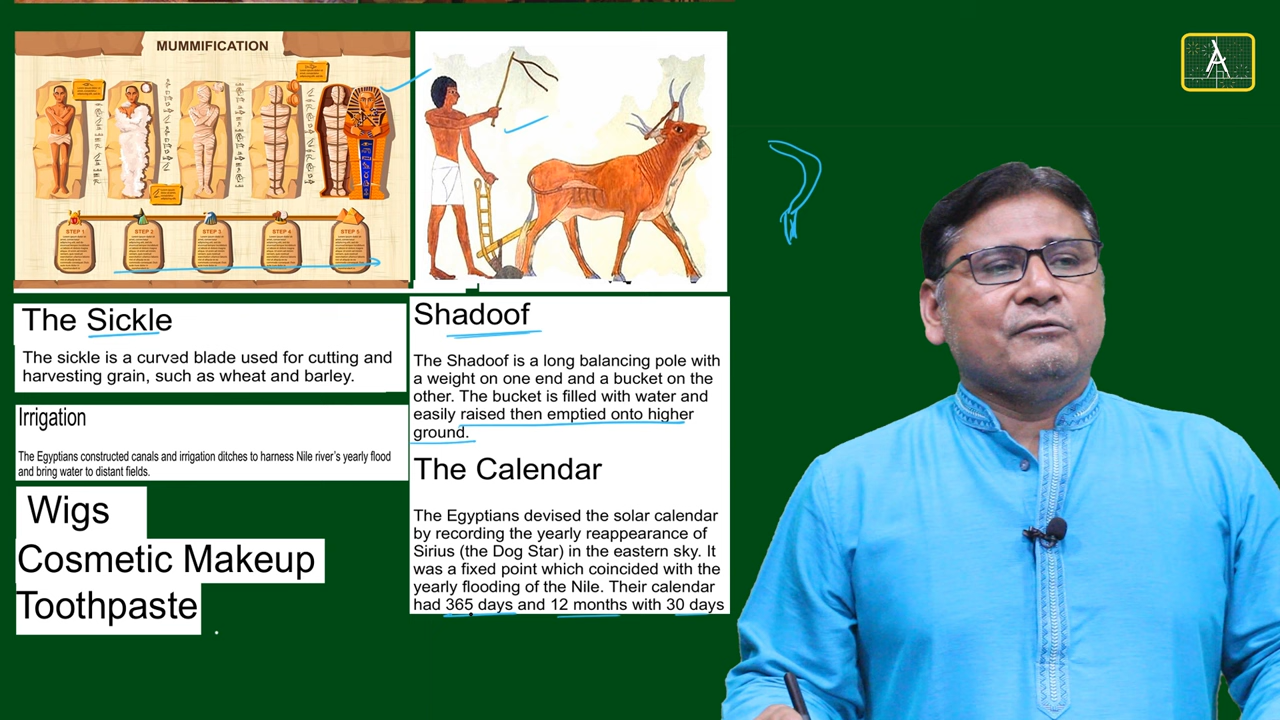 MUMMIFICATION
STEP 1
STEP 2
STEP 3
STEP 4
STEP 5
The Sickle
The sickle is a curved blade used for cutting and
harvesting grain, such as wheat and barley.
Irrigation
The Egyptians constructed canals and irrigation ditches to harness Nile river's yearly flood
and bring water to distant fields.
Wigs
Cosmetic Makeup
Toothpaste
Shadoof
The Shadoof is a long balancing pole with
a weight on one end and a bucket on the
other. The bucket is filled with water and
easily raised then emptied onto higher
ground.
The Calendar
The Egyptians devised the solar calendar
by recording the yearly reappearance of
Sirius (the Dog Star) in the eastern sky. It
was a fixed point which coincided with the
yearly flooding of the Nile. Their calendar
had 365 days and 12 months with 30 days